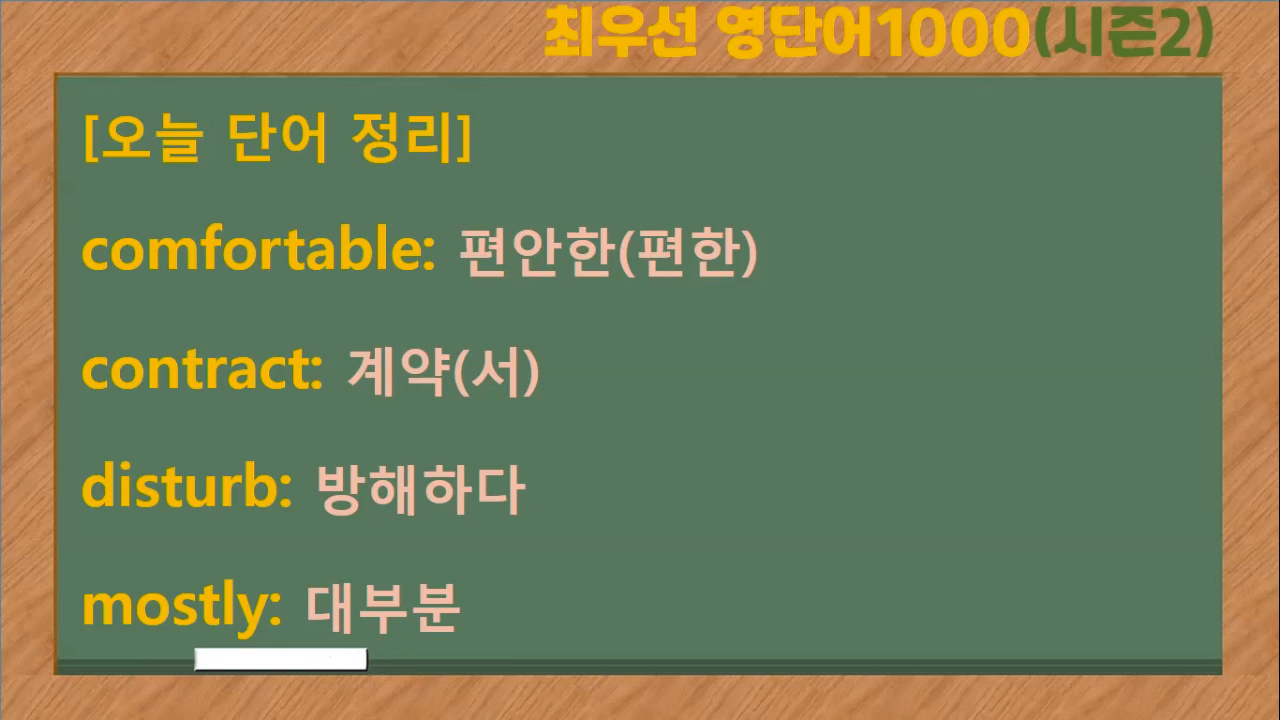 최우선 영단어1000(시즌2)
[오늘 단어 정리]
comfortable: 편안한(편한)
contract: 계약(서)
disturb: 방해하다
mostly: 대부분